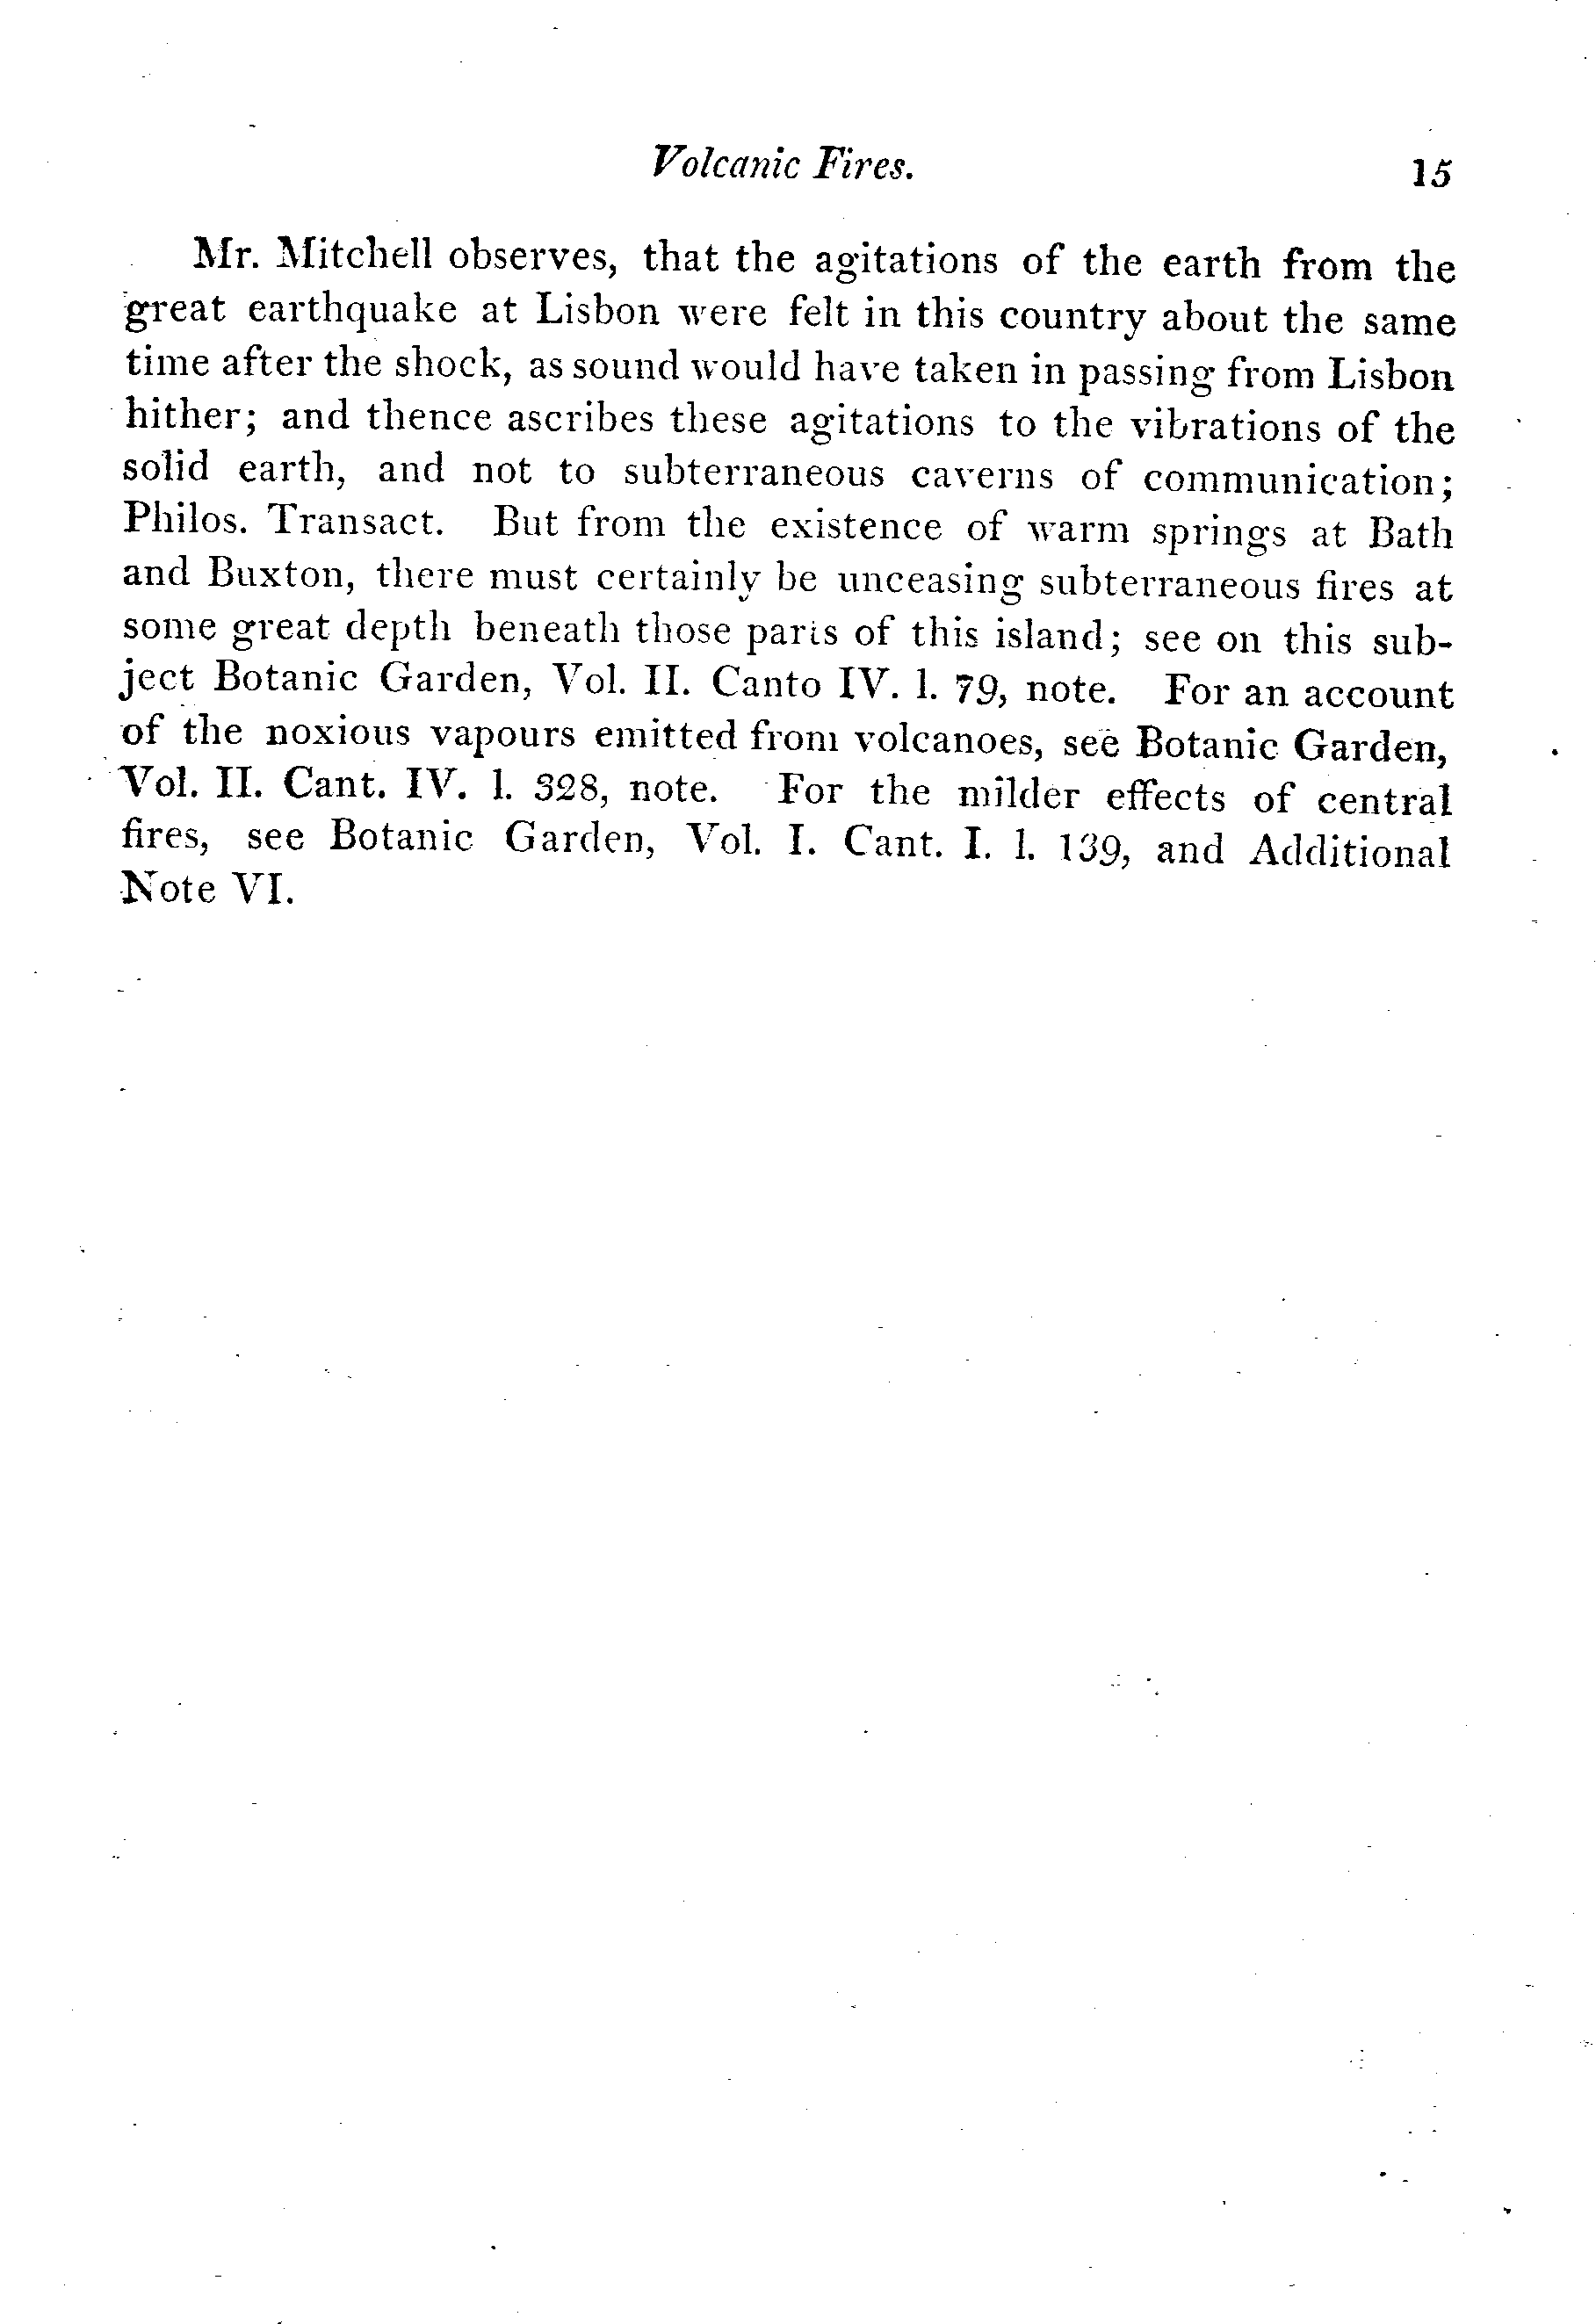 Volcanic Fires. 15
Mr. Mitchell observes, that the agitations of the earth from the
great earthquake at Lisbon were felt in this country about the same
time after the shock, as sound would have taken in passing from Lisbon
hither; and thence ascribes these agitations to the vibrations of the
solid earth, and not to subterraneous caverns of communication;
Philos. Transact. But from the existence of warm springs at Bath
and Buxton, there must certainly be unceasing subterraneous fires at
some great depth beneath those parts of this island; see on this sub-
ject Botanic Garden, Vol. II. Canto IV. l. 79, note. For an account
of the noxious vapours emitted from volcanoes, see Botanic Garden,
Vol. II. Cant. IV. l. 328, note. For the milder effects of central
fires, see Botanic Garden, Vol. I. Cant. I. l. 139, and Additional
Note VI.